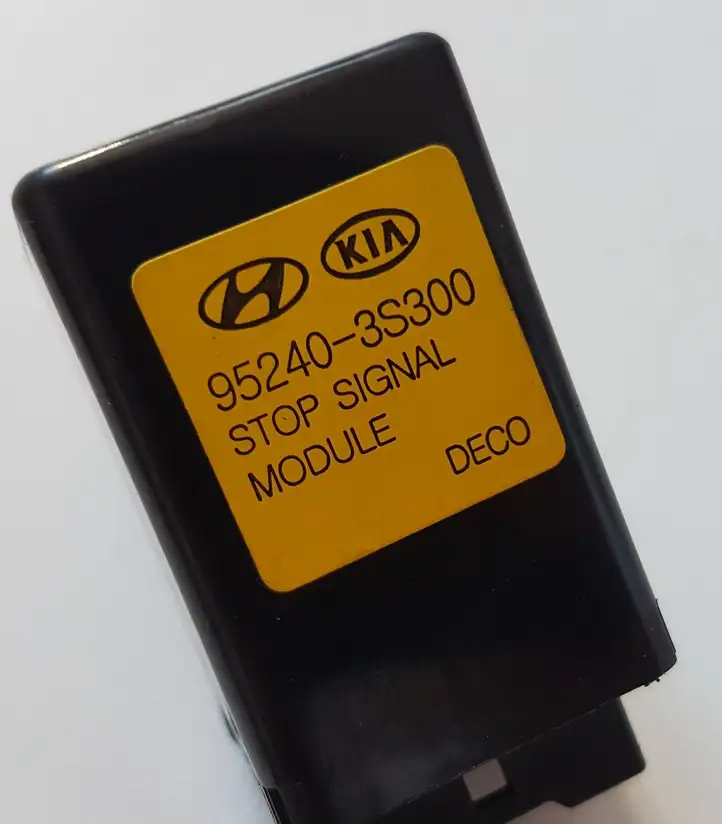 KIA
95240-3S300
STOP SIGNAL
MODULE
DECO